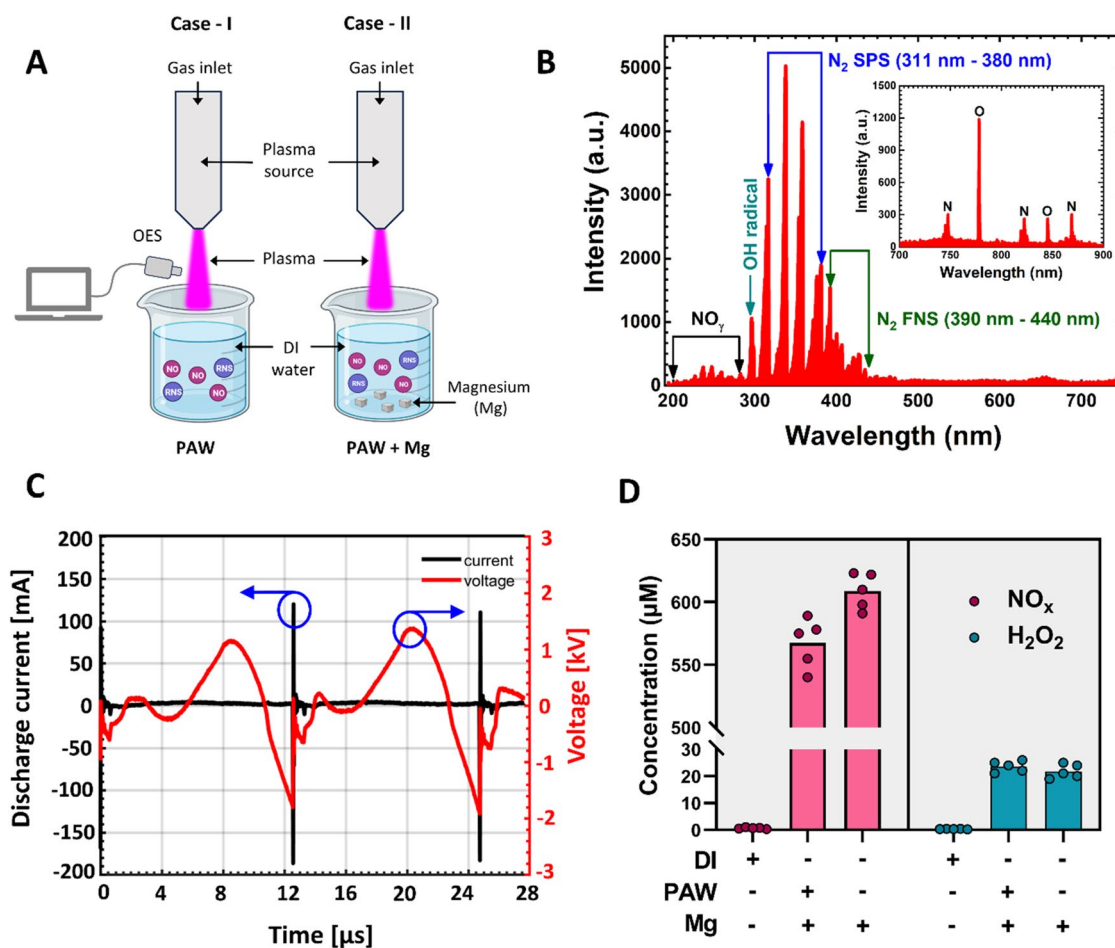 Case - I
Case - II
A
Gas inlet
Gas inlet
Plasma
source
OES
Plasma
DI
water
NO
NO
RNS
RNS
NO
NO
NO
RNS
RNS
NO
Magnesium
(Mg)
PAW
PAW + Mg
B
N₂ SPS (311 nm - 380 nm)
OH radical
NOγ
N₂ FNS (390 nm - 440 nm)
Intensity (a.u.)
5000
4000
3000
2000
1000
0
200 300 400 500 600 700
Wavelength (nm)
Intensity (a.u.)
1200
900
600
300
0
N
O
N
O
N
700 750 800 850 900
Wavelength (nm)
C
Discharge current [mA]
200
150
100
50
0
-50
-100
-150
-200
current
voltage
3
2
1
0
-1
-2
-3
Voltage [kV]
0 4 8 12 16 20 24 28
Time [µs]
D
Concentration (µM)
650
600
550
500
30
20
10
0
NOₓ
H₂O₂
DI + - - + - -
PAW - + - - + -
Mg - + + - + +